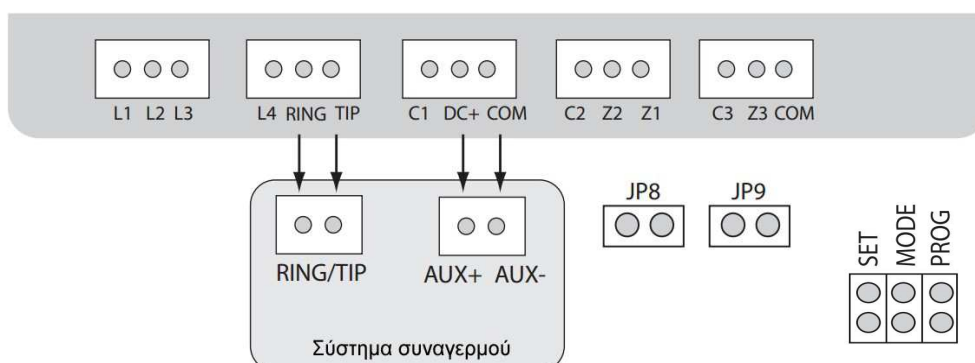 L1 L2 L3 L4 RING TIP C1 DC+ COM C2 Z2 Z1 C3 Z3 COM
JP8 JP9
SET MODE PROG
RING/TIP AUX+ AUX-
Σύστημα συναγερμού